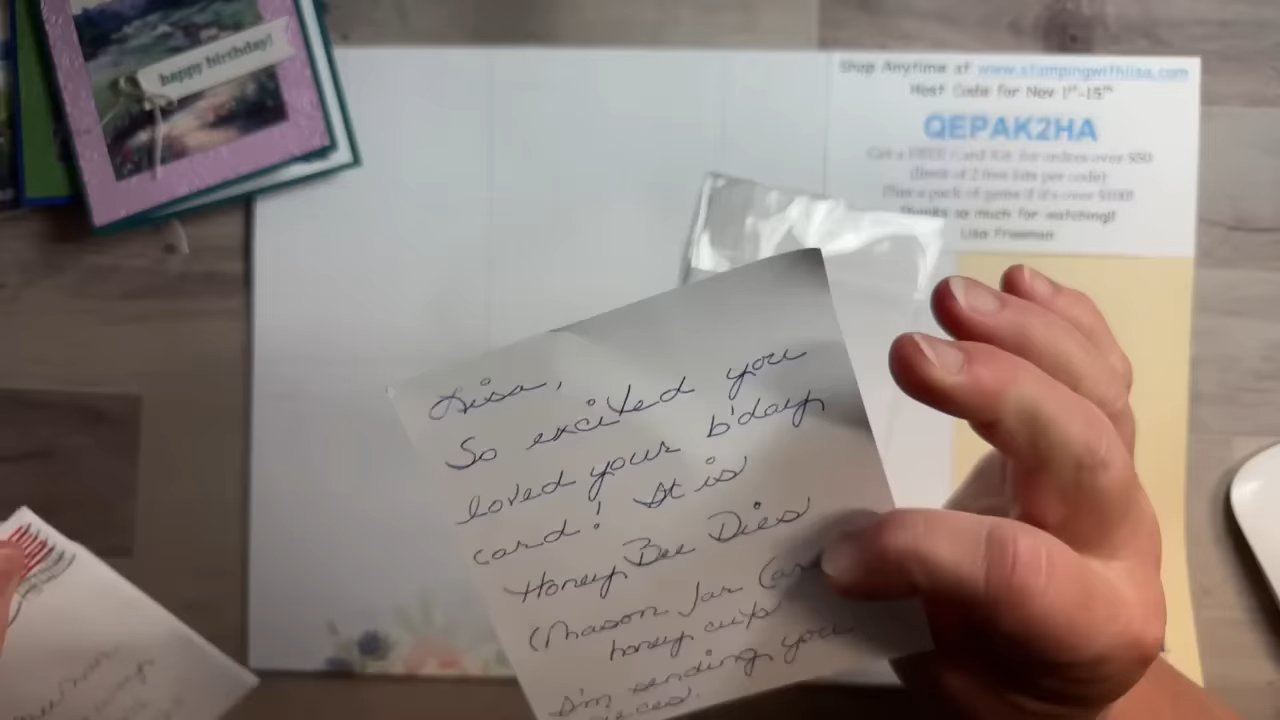 happy birthday!
Shop Anytime at www.stampingwithlisa.com
Host Code for Nov 1st-15th
QEPAK2HA
Get a FREE Card Kit for orders over $50
(limit of 2 free kits per code)
Plus a pack of gems if it's over $100!
Thanks so much for watching!!
Lisa Freeman
Lisa,
So excited you
loved your b'day
card! It is
Honey Bee Dies
(Mason Jar
honey cuts
I'm sending you